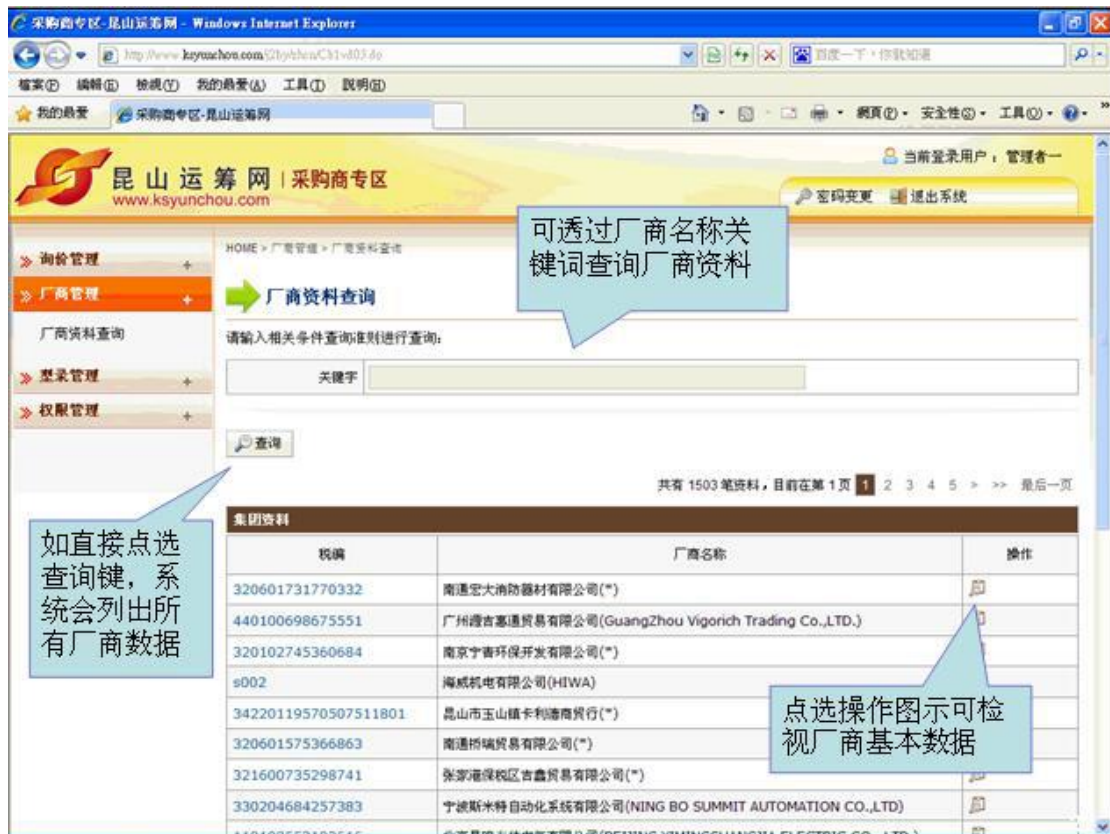 采购商专区-昆山运筹网 - Windows Internet Explorer
http://www.ksyunchou.com/
百度一下，你就知道
檔案(F) 編輯(E) 檢視(V) 我的最愛(A) 工具(T) 說明(H)
我的最愛 采购商专区-昆山运筹网
網頁(P) 安全性(S) 工具(O)
当前登录用户：管理者一
昆山运筹网 | 采购商专区
www.ksyunchou.com
密码变更 退出系统
可透过厂商名称关
键词查询厂商资料
HOME > 厂商管理 > 厂商资料查询
询价管理
厂商管理
厂商资料查询
型录管理
权限管理
厂商资料查询
请输入相关条件查询准则进行查询：
关键字
查询
共有 1503 笔资料，目前在第 1 页 1 2 3 4 5 > >> 最后一页
如直接点选
查询键，系
统会列出所
有厂商数据
集团资料
税编 厂商名称 操作
320601731770332 南通宏大消防器材有限公司(*)
440100698675551 广州 吉惠通贸易有限公司(GuangZhou Vigorich Trading Co.,LTD.)
320102745360684 南京宁 环保开发有限公司(*)
s002 海威机电有限公司(HIWA)
34220119570507511801 昆山市玉山镇卡利 商贸行(*)
320601575366863 南通 瑞贸易有限公司(*)
321600735298741 张家港保税区吉鑫贸易有限公司(*)
330204684257383 宁波斯米特自动化系统有限公司(NING BO SUMMIT AUTOMATION CO.,LTD)
点选操作图示可检
视厂商基本数据